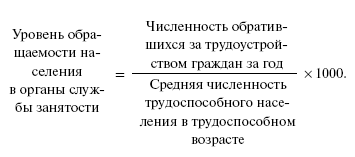 Уровень обра-
щаемости на-
селения
в органы служ-
бы занятости
=
Численность обратив-
шихся за трудоустрой-
ством граждан за год
Средняя численность
трудоспособного насе-
ления в трудоспособном
возрасте
× 1000.